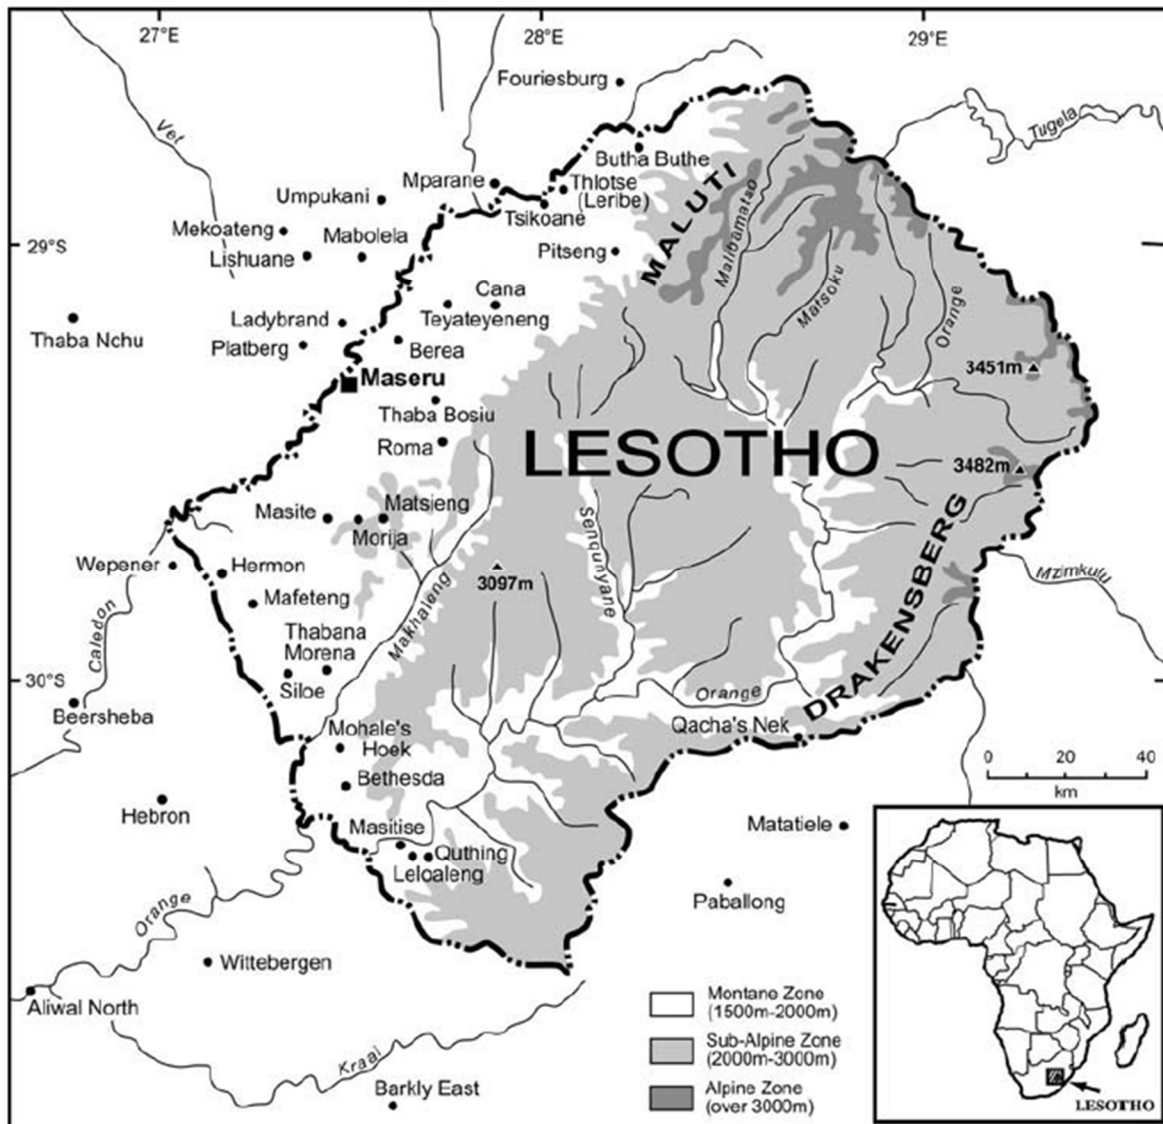 27°E
28°E
29°E
Fouriesburg
Tugela
Vet
Butha Buthe
Mparane
Thlotse
(Leribe)
Umpukani
Tsikoane
MALUTI
Malibamatso
Mekoateng
Mabolela
29°S
Lishuane
Pitseng
Matsoku
Orange
Cana
Teyateyeneng
Ladybrand
Thaba Nchu
Platberg
Berea
3451m
Maseru
Thaba Bosiu
Roma
LESOTHO
3482m
Masite
Matsieng
Morija
Senqunyane
DRAKENSBERG
Wepener
Hermon
3097m
Mzimkulu
Mafeteng
Makhaleng
Caledon
Thabana
Morena
30°S
Siloe
Orange
Beersheba
Qacha's Nek
Mohale's
Hoek
0 20 40
km
Bethesda
Hebron
Masitise
Matatiele
Quthing
Leloaleng
Paballong
Orange
Wittebergen
Aliwal North
Montane Zone
(1500m-2000m)
Sub-Alpine Zone
(2000m-3000m)
Kraai
Alpine Zone
(over 3000m)
Barkly East
LESOTHO